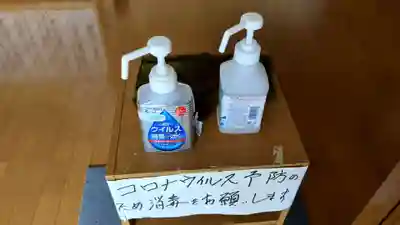 ウイルス
コロナウイルス予防の
ため消毒をお願いします